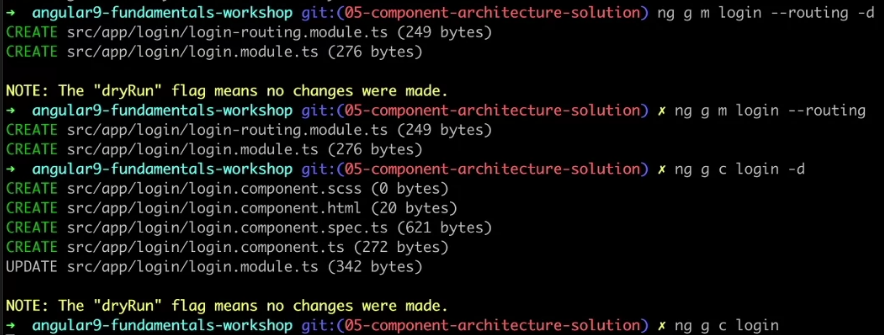 ➜ angular9-fundamentals-workshop git:(05-component-architecture-solution) ng g m login --routing -d
CREATE src/app/login/login-routing.module.ts (249 bytes)
CREATE src/app/login/login.module.ts (276 bytes)

NOTE: The "dryRun" flag means no changes were made.
➜ angular9-fundamentals-workshop git:(05-component-architecture-solution) ✗ ng g m login --routing
CREATE src/app/login/login-routing.module.ts (249 bytes)
CREATE src/app/login/login.module.ts (276 bytes)
➜ angular9-fundamentals-workshop git:(05-component-architecture-solution) ✗ ng g c login -d
CREATE src/app/login/login.component.scss (0 bytes)
CREATE src/app/login/login.component.html (20 bytes)
CREATE src/app/login/login.component.spec.ts (621 bytes)
CREATE src/app/login/login.component.ts (272 bytes)
UPDATE src/app/login/login.module.ts (342 bytes)

NOTE: The "dryRun" flag means no changes were made.
➜ angular9-fundamentals-workshop git:(05-component-architecture-solution) ✗ ng g c login